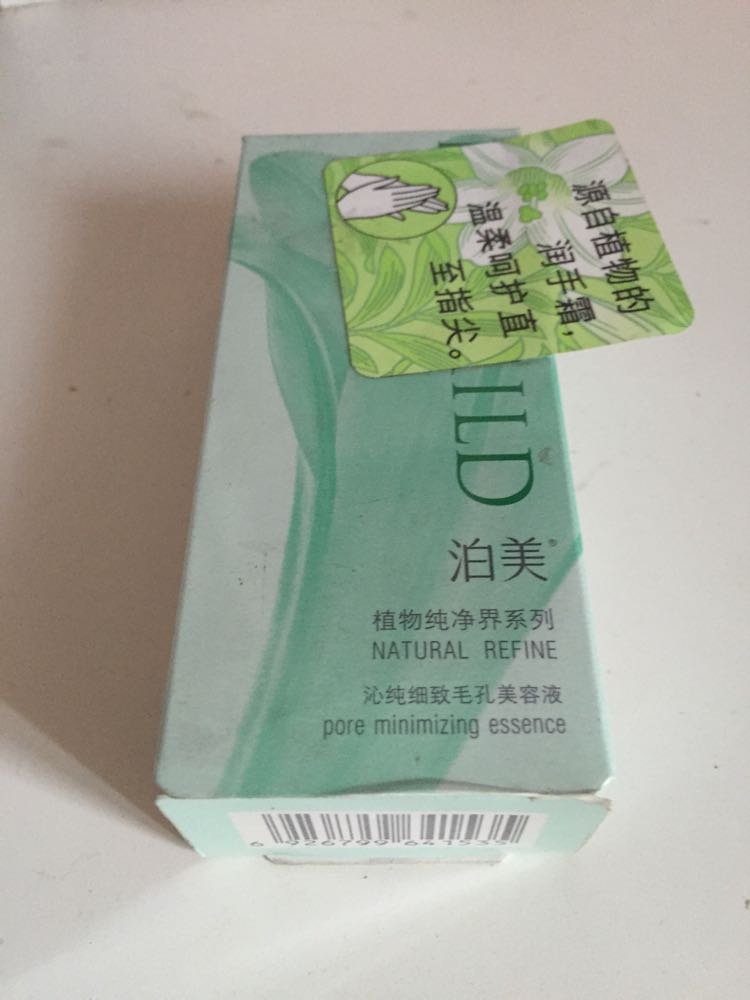 源自植物的
润手霜,
温柔呵护直
至指尖。
ILD
泊美®
植物纯净界系列
NATURAL REFINE
沁纯细致毛孔美容液
pore minimizing essence